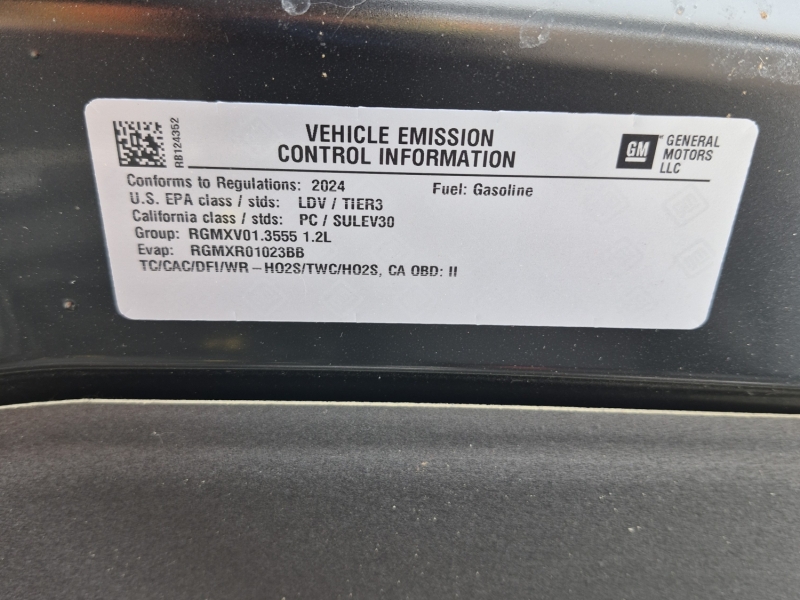 RB124352
VEHICLE EMISSION
CONTROL INFORMATION
GM
GENERAL
MOTORS
LLC
Conforms to Regulations: 2024 Fuel: Gasoline
U.S. EPA class / stds: LDV / TIER3
California class / stds: PC / SULEV30
Group: RGMXV01.3555 1.2L
Evap: RGMXR01023BB
TC/CAC/DFI/WR-HO2S/TWC/HO2S, CA OBD: II